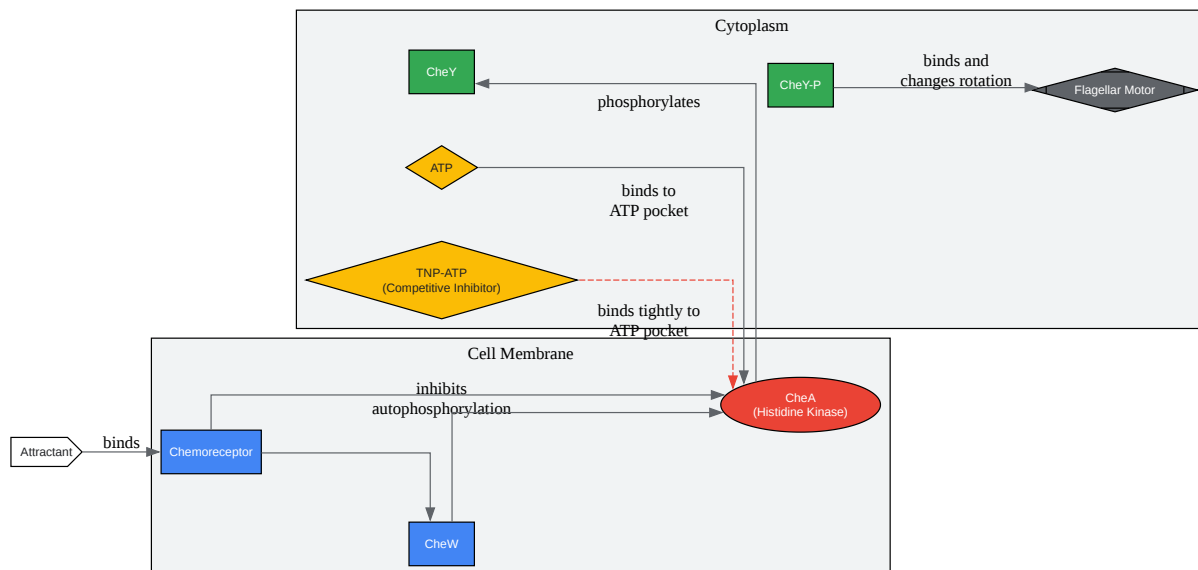 Cytoplasm
CheY
CheY-P
binds and
changes rotation
Flagellar Motor
phosphorylates
ATP
binds to
ATP pocket
TNP-ATP
(Competitive Inhibitor)
binds tightly to
ATP pocket
Cell Membrane
inhibits
autophosphorylation
CheA
(Histidine Kinase)
Attractant
binds
Chemoreceptor
CheW